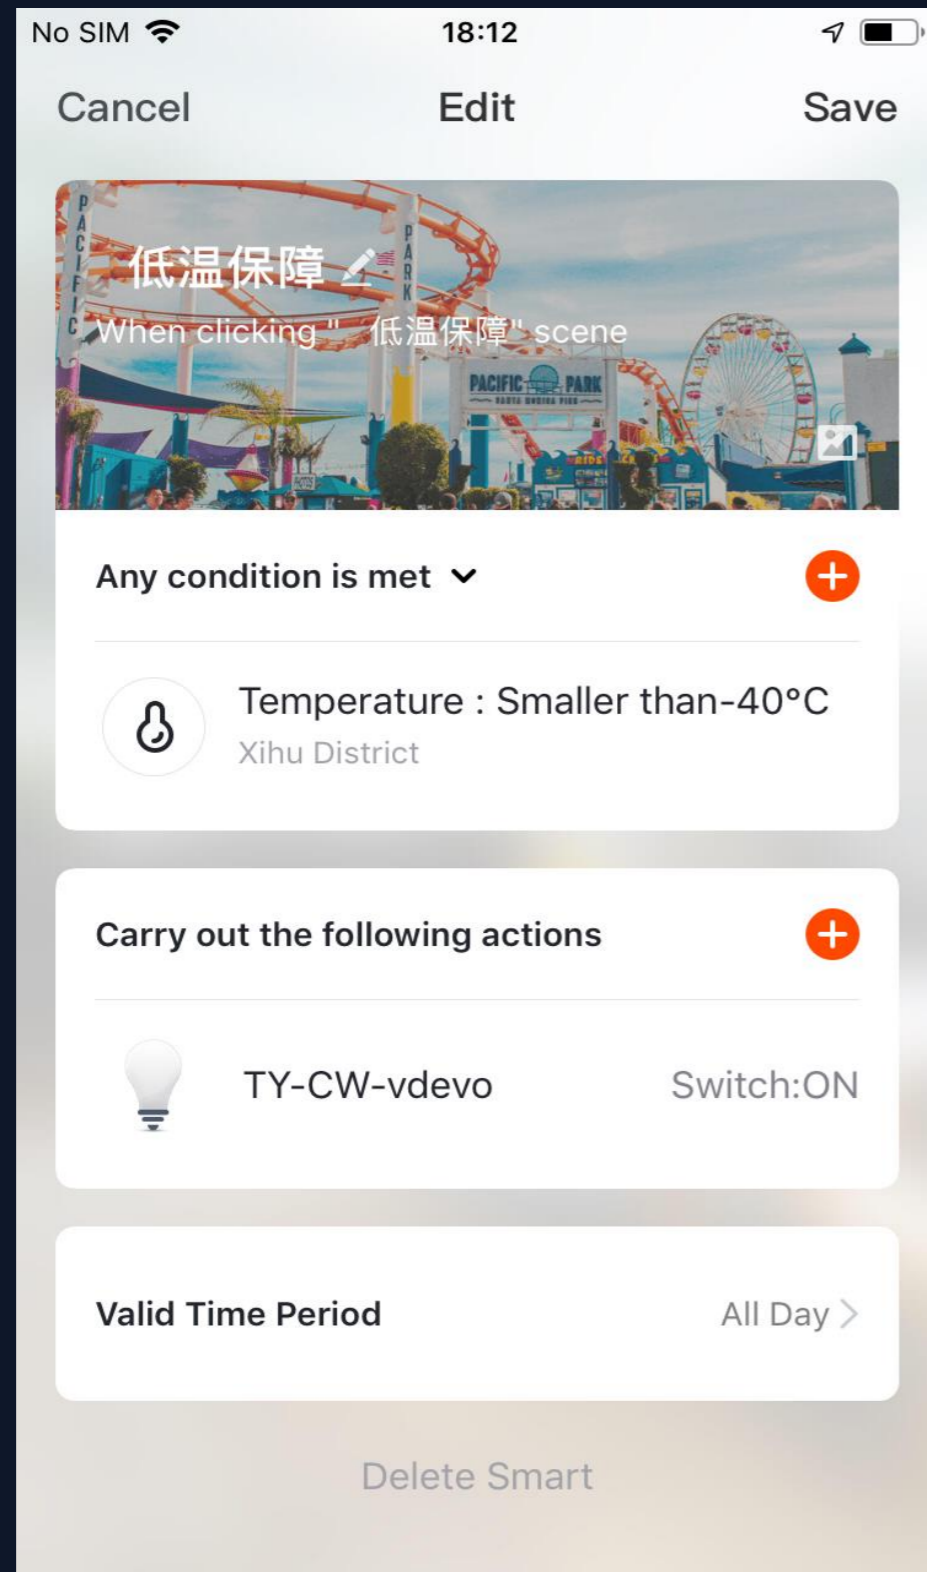 No SIM 18:12
Cancel Edit Save
PACIFIC PARK
低温保障
When clicking " 低温保障" scene
PACIFIC PARK
RIDE
PHOTOS
Any condition is met
Temperature : Smaller than-40°C
Xihu District
Carry out the following actions
TY-CW-vdevo Switch:ON
Valid Time Period All Day
Delete Smart